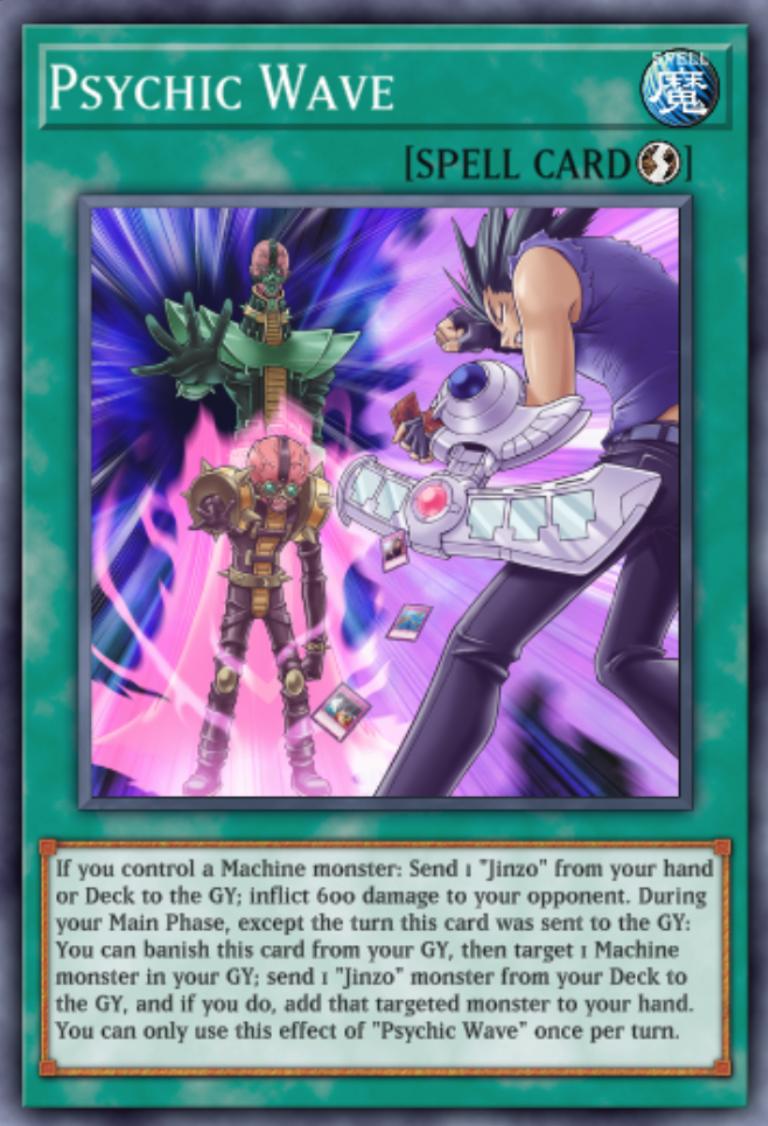 PSYCHIC WAVE
SPELL
魔
[SPELL CARD]
If you control a Machine monster: Send 1 "Jinzo" from your hand
or Deck to the GY; inflict 600 damage to your opponent. During
your Main Phase, except the turn this card was sent to the GY:
You can banish this card from your GY, then target 1 Machine
monster in your GY; send 1 "Jinzo" monster from your Deck to
the GY, and if you do, add that targeted monster to your hand.
You can only use this effect of "Psychic Wave" once per turn.